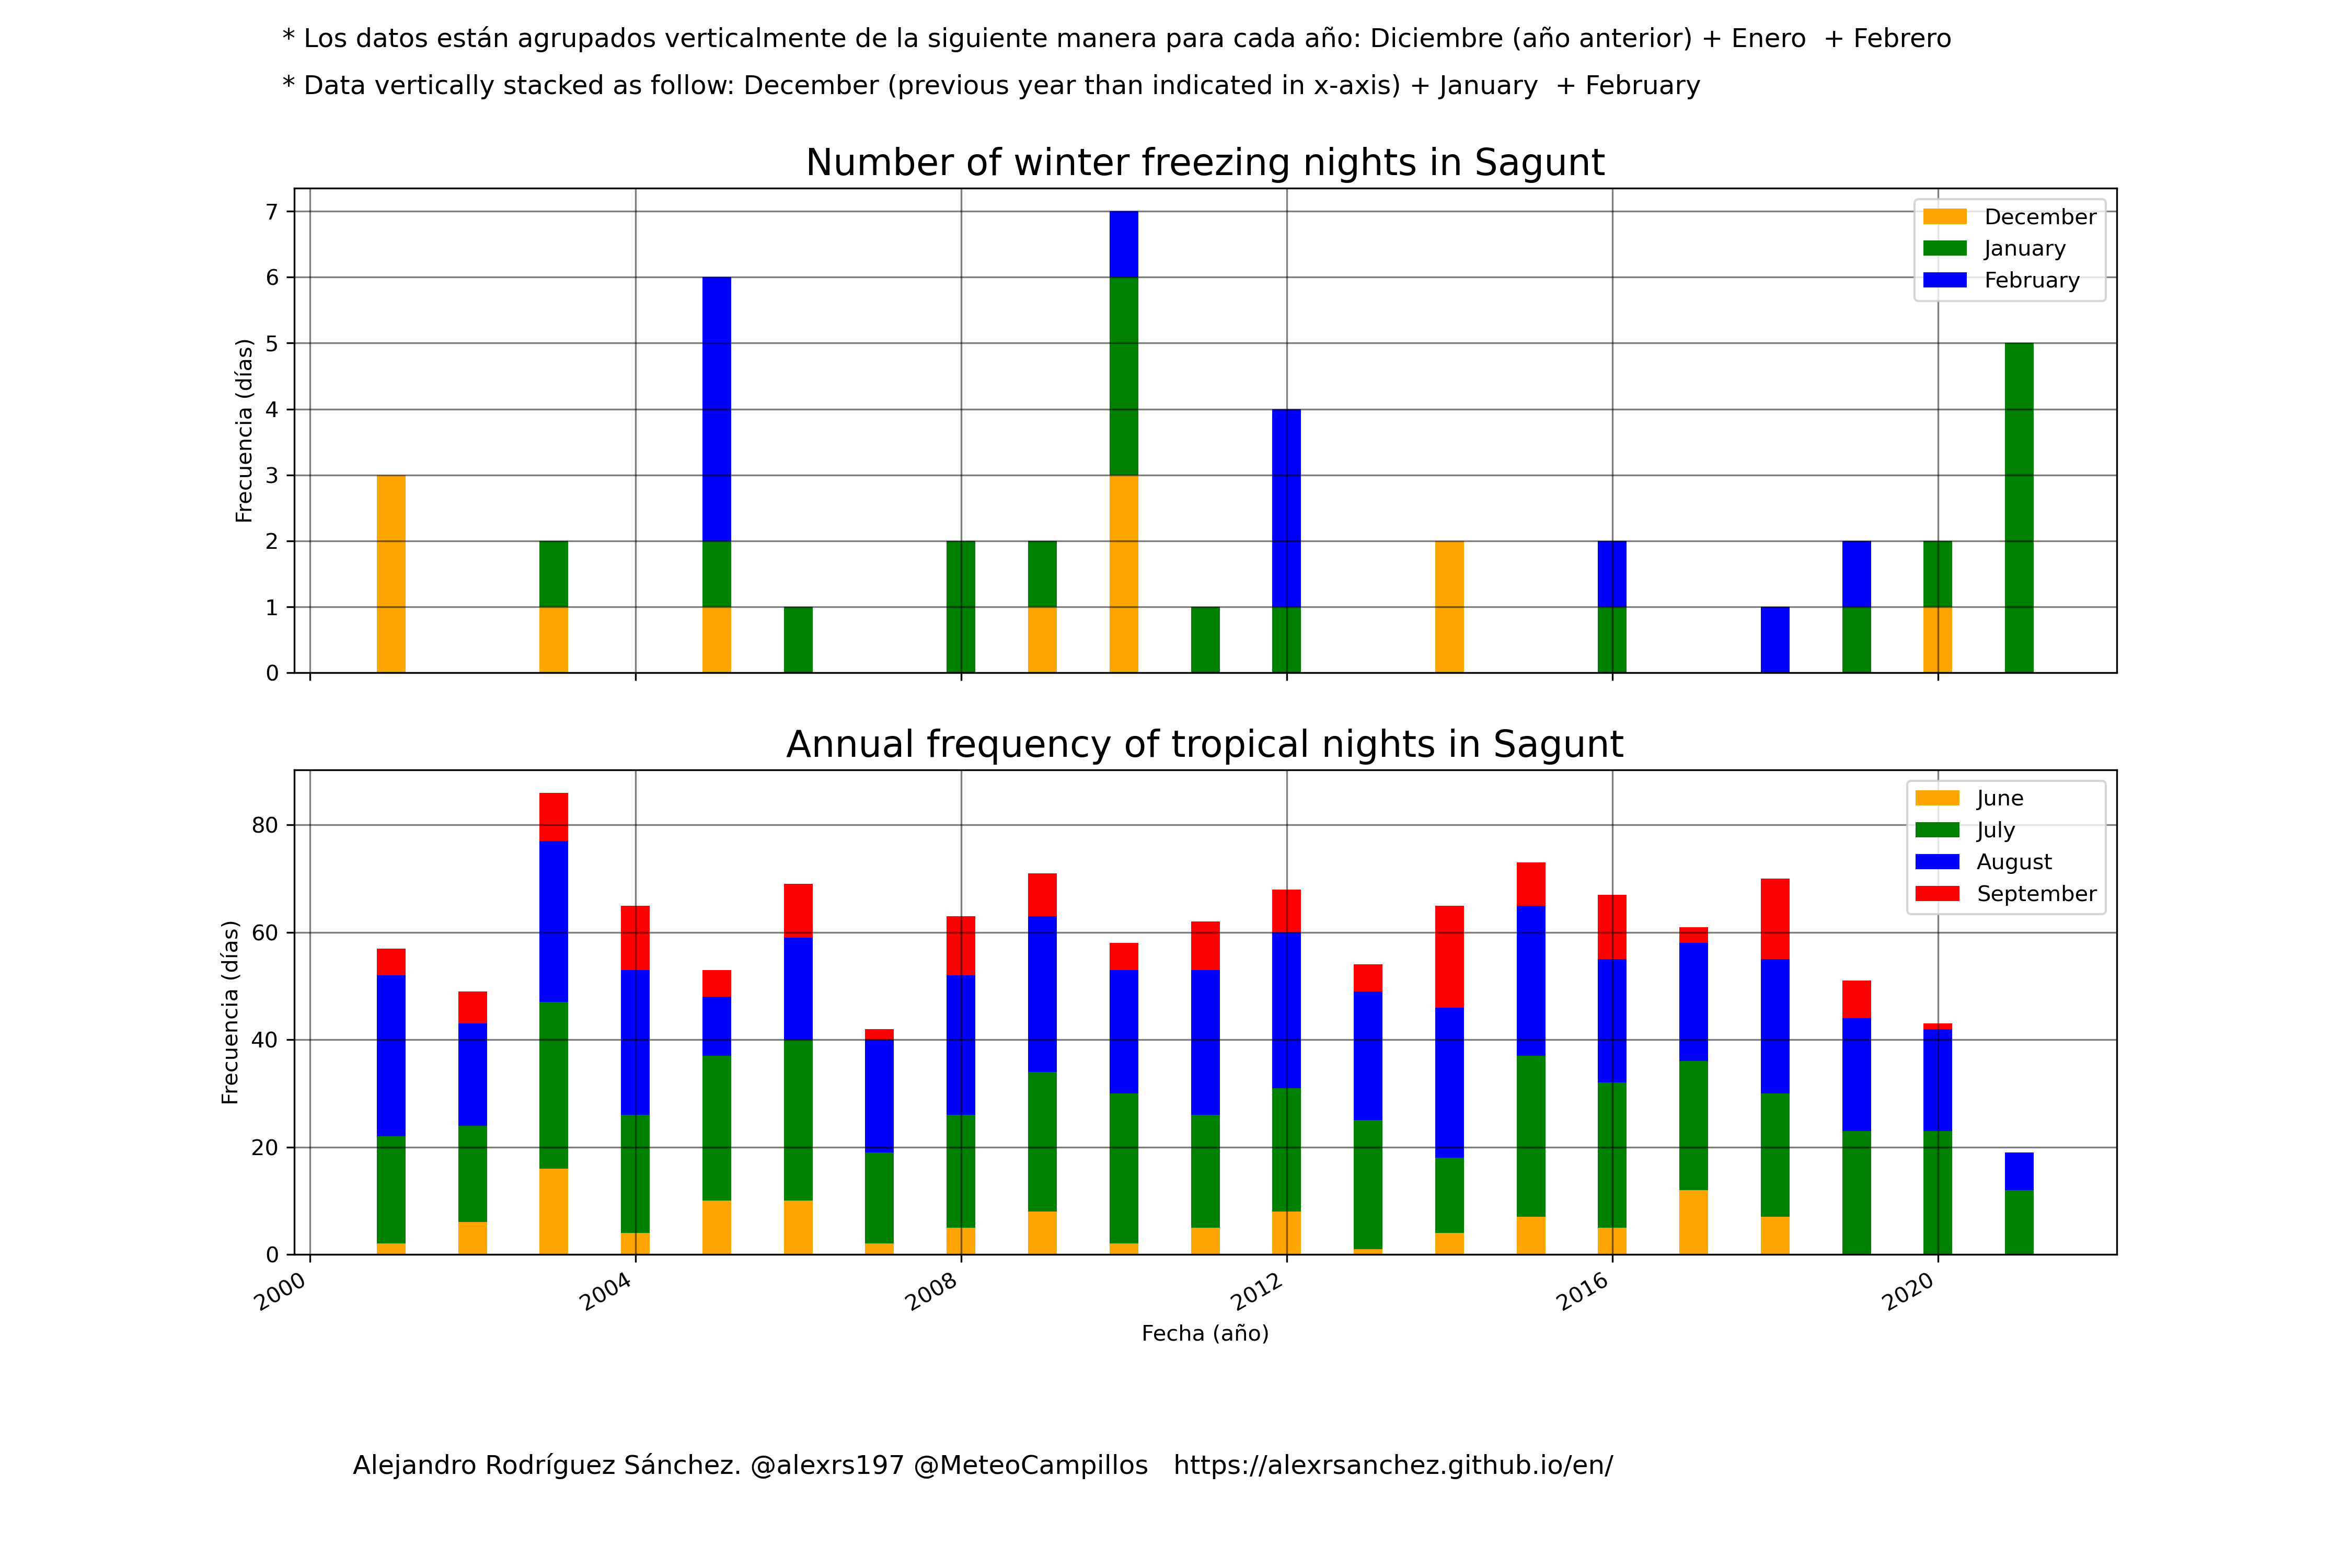 * Los datos están agrupados verticalmente de la siguiente manera para cada año: Diciembre (año anterior) + Enero  + Febrero
* Data vertically stacked as follow: December (previous year than indicated in x-axis) + January  + February
Number of winter freezing nights in Sagunt
7
6
5
4
3
2
1
0
Frecuencia (días)
December
January
February
Annual frequency of tropical nights in Sagunt
80
60
40
20
0
Frecuencia (días)
June
July
August
September
2000
2004
2008
2012
2016
2020
Fecha (año)
Alejandro Rodríguez Sánchez. @alexrs197 @MeteoCampillos   https://alexrsanchez.github.io/en/